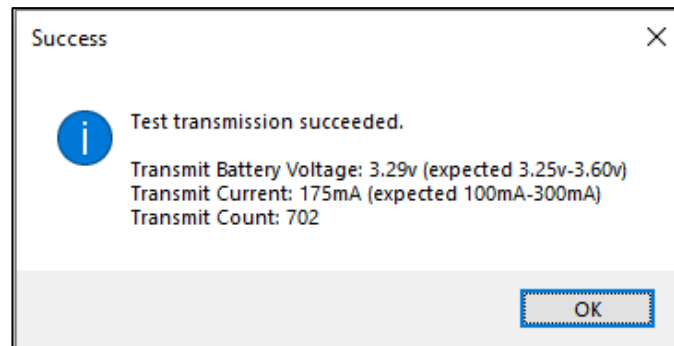 Success
Test transmission succeeded.
Transmit Battery Voltage: 3.29v (expected 3.25v-3.60v)
Transmit Current: 175mA (expected 100mA-300mA)
Transmit Count: 702
OK